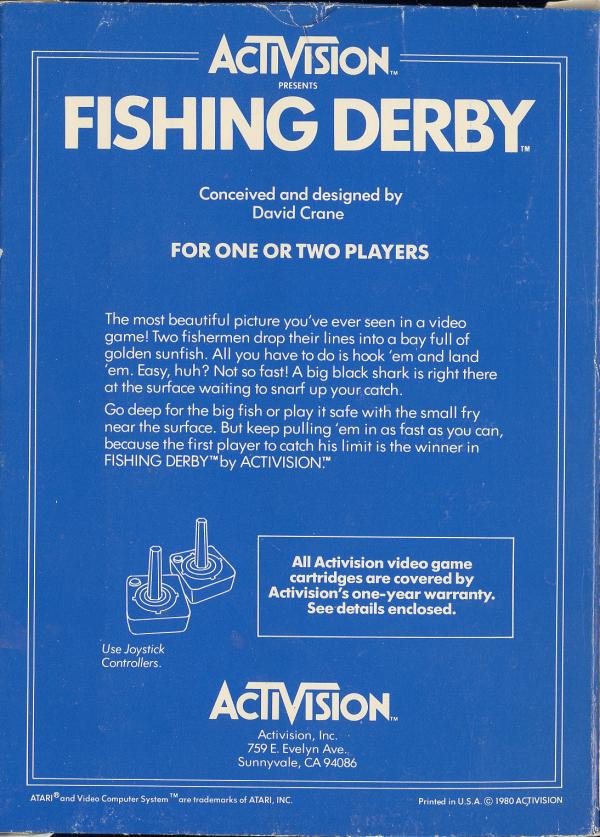 ACTIVISION™
PRESENTS
FISHING DERBY™
Conceived and designed by
David Crane
FOR ONE OR TWO PLAYERS
The most beautiful picture you've ever seen in a video
game! Two fishermen drop their lines into a bay full of
golden sunfish. All you have to do is hook 'em and land
'em. Easy, huh? Not so fast! A big black shark is right there
at the surface waiting to snarf up your catch.
Go deep for the big fish or play it safe with the small fry
near the surface. But keep pulling 'em in as fast as you can,
because the first player to catch his limit is the winner in
FISHING DERBY™ by ACTIVISION.™
All Activision video game
cartridges are covered by
Activision's one-year warranty.
See details enclosed.
Use Joystick
Controllers.
ACTIVISION™
Activision, Inc.
759 E. Evelyn Ave.
Sunnyvale, CA 94086
ATARI® and Video Computer System™ are trademarks of ATARI, INC.
Printed in U.S.A. © 1980 ACTIVISION